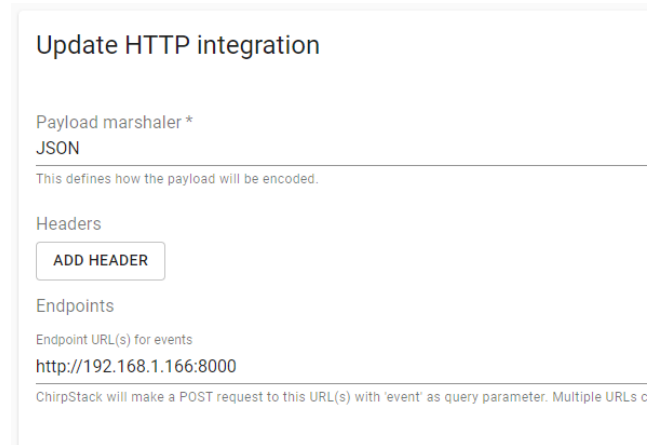 Update HTTP integration
Payload marshaler *
JSON
This defines how the payload will be encoded.
Headers
ADD HEADER
Endpoints
Endpoint URL(s) for events
http://192.168.1.166:8000
ChirpStack will make a POST request to this URL(s) with 'event' as query parameter. Multiple URLs c